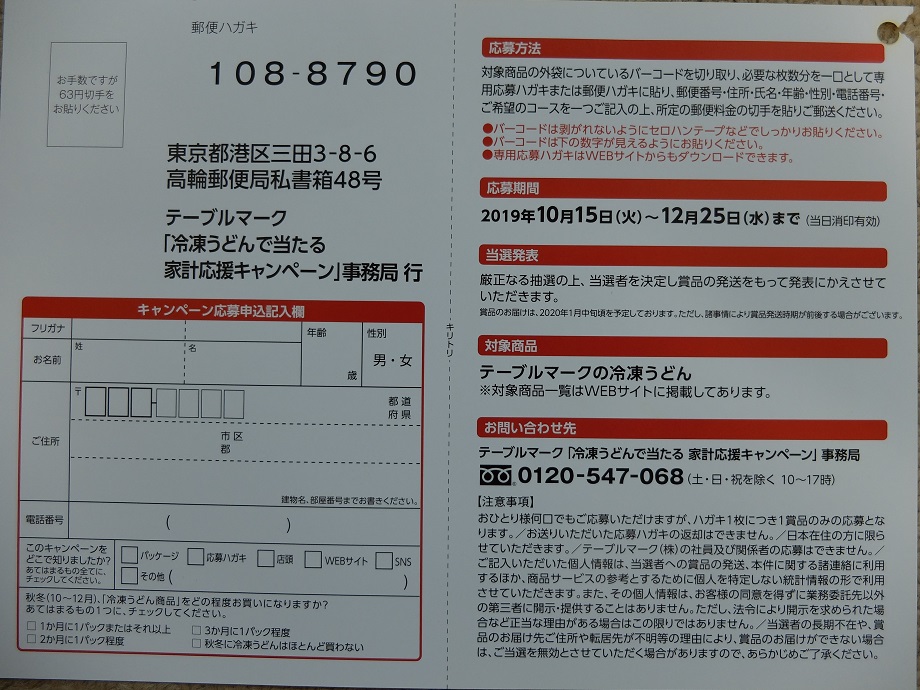 郵便ハガキ
お手数ですが
63円切手を
お貼りください
108-8790
東京都港区三田3-8-6
高輪郵便局私書箱48号
テーブルマーク
「冷凍うどんで当たる
家計応援キャンペーン」事務局 行
キャンペーン応募申込記入欄
フリガナ
年齢
性別
お名前
姓
名
歳
男・女
ご住所
〒
都 道
府 県
市 区
郡
建物名、部屋番号までお書きください。
電話番号
( )
このキャンペーンを
どこで知りましたか?
あてはまるもの全てに、
チェックしてください。
□パッケージ □応募ハガキ □店頭 □WEBサイト □SNS
□その他( )
秋冬(10〜12月)、「冷凍うどん商品」をどの程度お買いになりますか?
あてはまるもの1つに、チェックしてください。
□1か月に1パックまたはそれ以上 □3か月に1パック程度
□2か月に1パック程度 □秋冬に冷凍うどんはほとんど買わない
キリトリ
応募方法
対象商品の外袋についているバーコードを切り取り、必要な枚数分を一口として専
用応募ハガキまたは郵便ハガキに貼り、郵便番号・住所・氏名・年齢・性別・電話番号・
ご希望のコースを一つご記入の上、所定の郵便料金の切手を貼りご郵送ください。
●バーコードは剥がれないようにセロハンテープなどでしっかりお貼りください。
●バーコードは下の数字が見えるようにお貼りください。
●専用応募ハガキはWEBサイトからもダウンロードできます。
応募期間
2019年10月15日(火)〜12月25日(水)まで(当日消印有効)
当選発表
厳正なる抽選の上、当選者を決定し賞品の発送をもって発表にかえさせて
いただきます。
賞品のお届けは、2020年1月中旬頃を予定しております。ただし、諸事情により賞品発送時期が前後する場合がございます。
対象商品
テーブルマークの冷凍うどん
※対象商品一覧はWEBサイトに掲載してあります。
お問い合わせ先
テーブルマーク「冷凍うどんで当たる 家計応援キャンペーン」事務局
0120-547-068(土・日・祝を除く 10〜17時)
【注意事項】
おひとり様何口でもご応募いただけますが、ハガキ1枚につき1賞品のみの応募とな
ります。/お送りいただいた応募ハガキの返却はできません。/日本在住の方に限ら
せていただきます。/テーブルマーク(株)の社員及び関係者の応募はできません。/
ご記入いただいた個人情報は、当選者への賞品の発送、本件に関する諸連絡に利用
するほか、商品サービスの参考とするために個人を特定しない統計情報の形で利用
させていただきます。また、その個人情報は、お客様の同意を得ずに業務委託先以外
の第三者に開示・提供することはありません。ただし、法令により開示を求められた場
合など正当な理由がある場合はこの限りではありません。/当選者の長期不在や、賞
品のお届け先ご住所や転居先が不明等の理由により、賞品のお届けができない場合
は、ご当選を無効とさせていただく場合がありますので、あらかじめご了承ください。